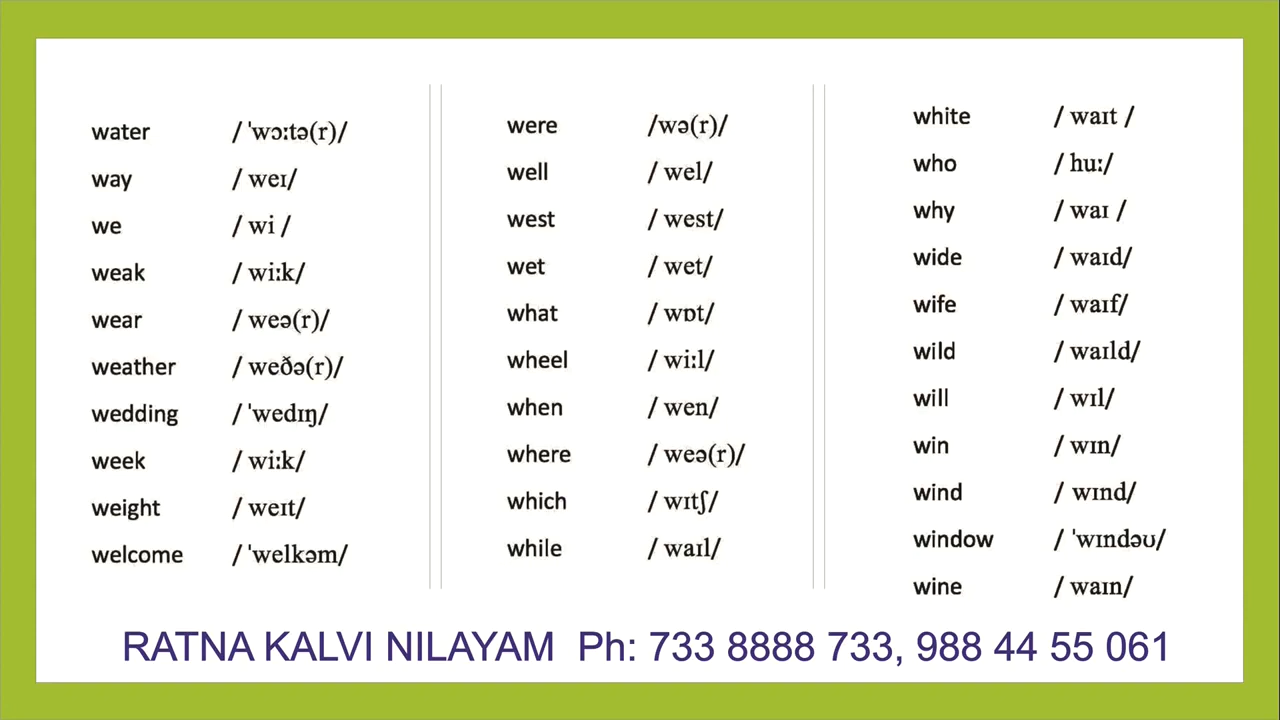 water / ˈwɔːtə(r)/
way / weɪ/
we / wi /
weak / wiːk/
wear / weə(r)/
weather / weðə(r)/
wedding / ˈwedɪŋ/
week / wiːk/
weight / weɪt/
welcome / ˈwelkəm/
were /wə(r)/
well / wel/
west / west/
wet / wet/
what / wɒt/
wheel / wiːl/
when / wen/
where / weə(r)/
which / wɪtʃ/
while / waɪl/
white / waɪt /
who / huː/
why / waɪ /
wide / waɪd/
wife / waɪf/
wild / waɪld/
will / wɪl/
win / wɪn/
wind / wɪnd/
window / ˈwɪndəʊ/
wine / waɪn/
RATNA KALVI NILAYAM Ph: 733 8888 733, 988 44 55 061